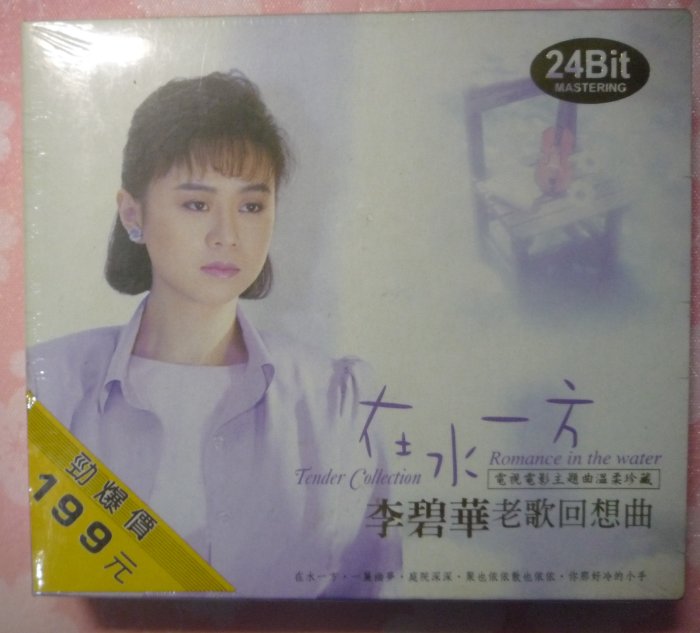 24Bit
MASTERING
在水一方
Romance in the water
Tender Collection
電視電影主題曲溫柔珍藏
李碧華老歌回想曲
在水一方・一簾幽夢・庭院深深・聚也依依散也依依・你那好冷的小手
勁爆價
199元